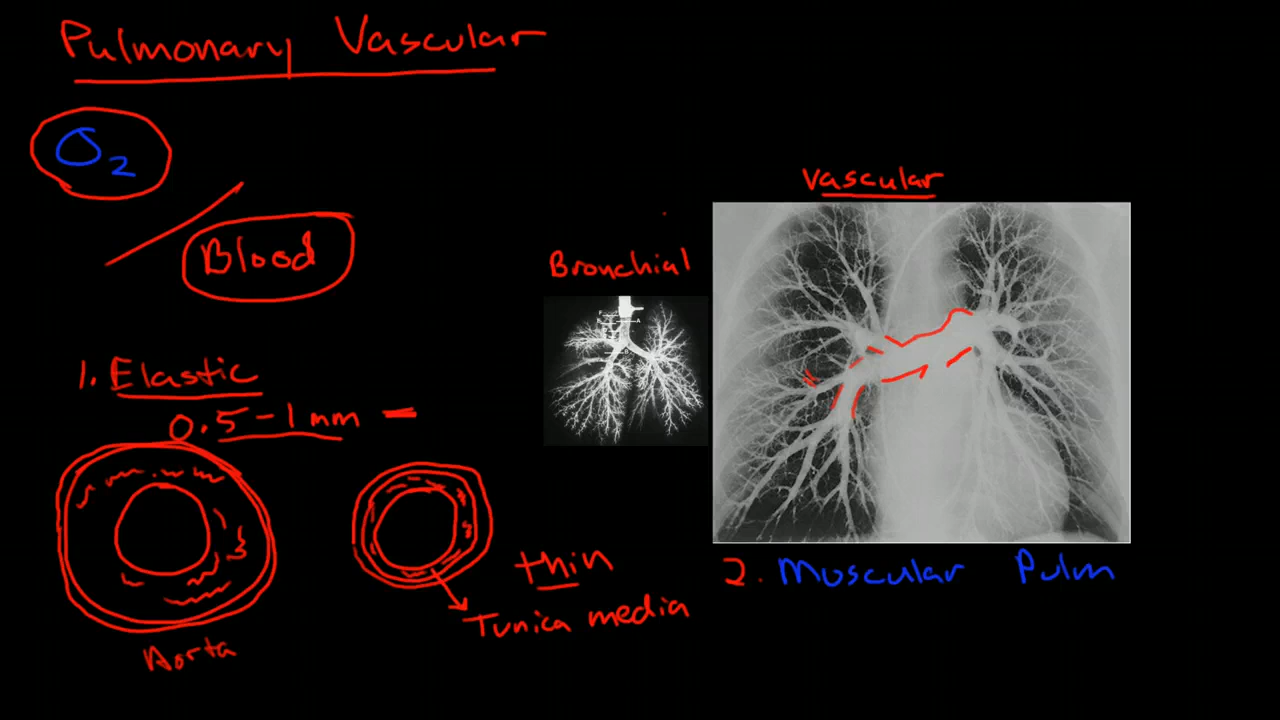 Pulmonary Vascular
O2
Blood
Vascular
Bronchial
1. Elastic
0.5-1mm -
thin
Tunica media
Aorta
2. Muscular Pulm